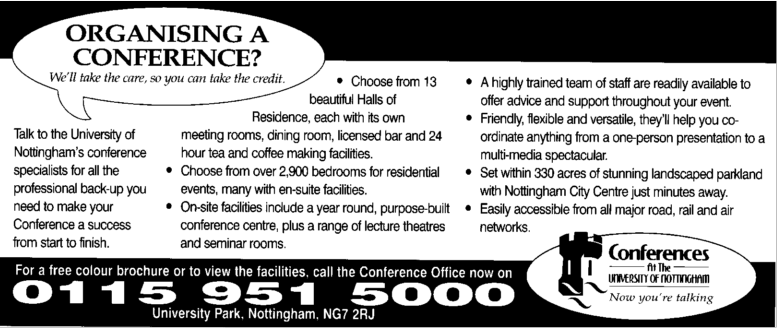 ORGANISING A
CONFERENCE?
We'll take the care, so you can take the credit.
Talk to the University of
Nottingham's conference
specialists for all the
professional back-up you
need to make your
Conference a success
from start to finish.
• Choose from 13
beautiful Halls of
Residence, each with its own
meeting rooms, dining room, licensed bar and 24
hour tea and coffee making facilities.
• Choose from over 2,900 bedrooms for residential
events, many with en-suite facilities.
• On-site facilities include a year round, purpose-built
conference centre, plus a range of lecture theatres
and seminar rooms.
• A highly trained team of staff are readily available to
offer advice and support throughout your event.
• Friendly, flexible and versatile, they'll help you co-
ordinate anything from a one-person presentation to a
multi-media spectacular.
• Set within 330 acres of stunning landscaped parkland
with Nottingham City Centre just minutes away.
• Easily accessible from all major road, rail and air
networks.
For a free colour brochure or to view the facilities, call the Conference Office now on
0115 951 5000
University Park, Nottingham, NG7 2RJ
Conferences
At The
UNIVERSITY OF NOTTINGHAM
Now you're talking